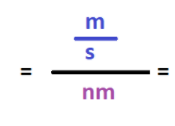 m
= s =
nm